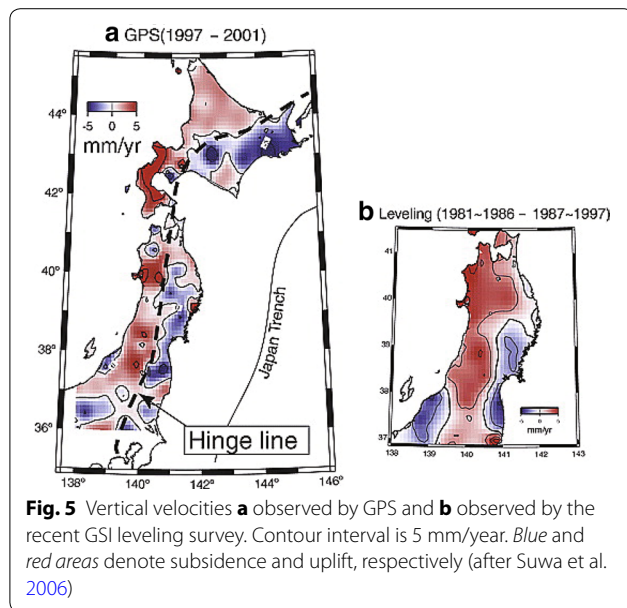 a GPS(1997 – 2001)
44°
-5 0 5
mm/yr
42°
40°
38°
36°
Japan Trench
Hinge line
138° 140° 142° 144° 146°
b Leveling (1981~1986 – 1987~1997)
41
40
39
38
37
-5 0 5
mm/yr
138 139 140 141 142 143
Fig. 5 Vertical velocities a observed by GPS and b observed by the
recent GSI leveling survey. Contour interval is 5 mm/year. Blue and
red areas denote subsidence and uplift, respectively (after Suwa et al.
2006)